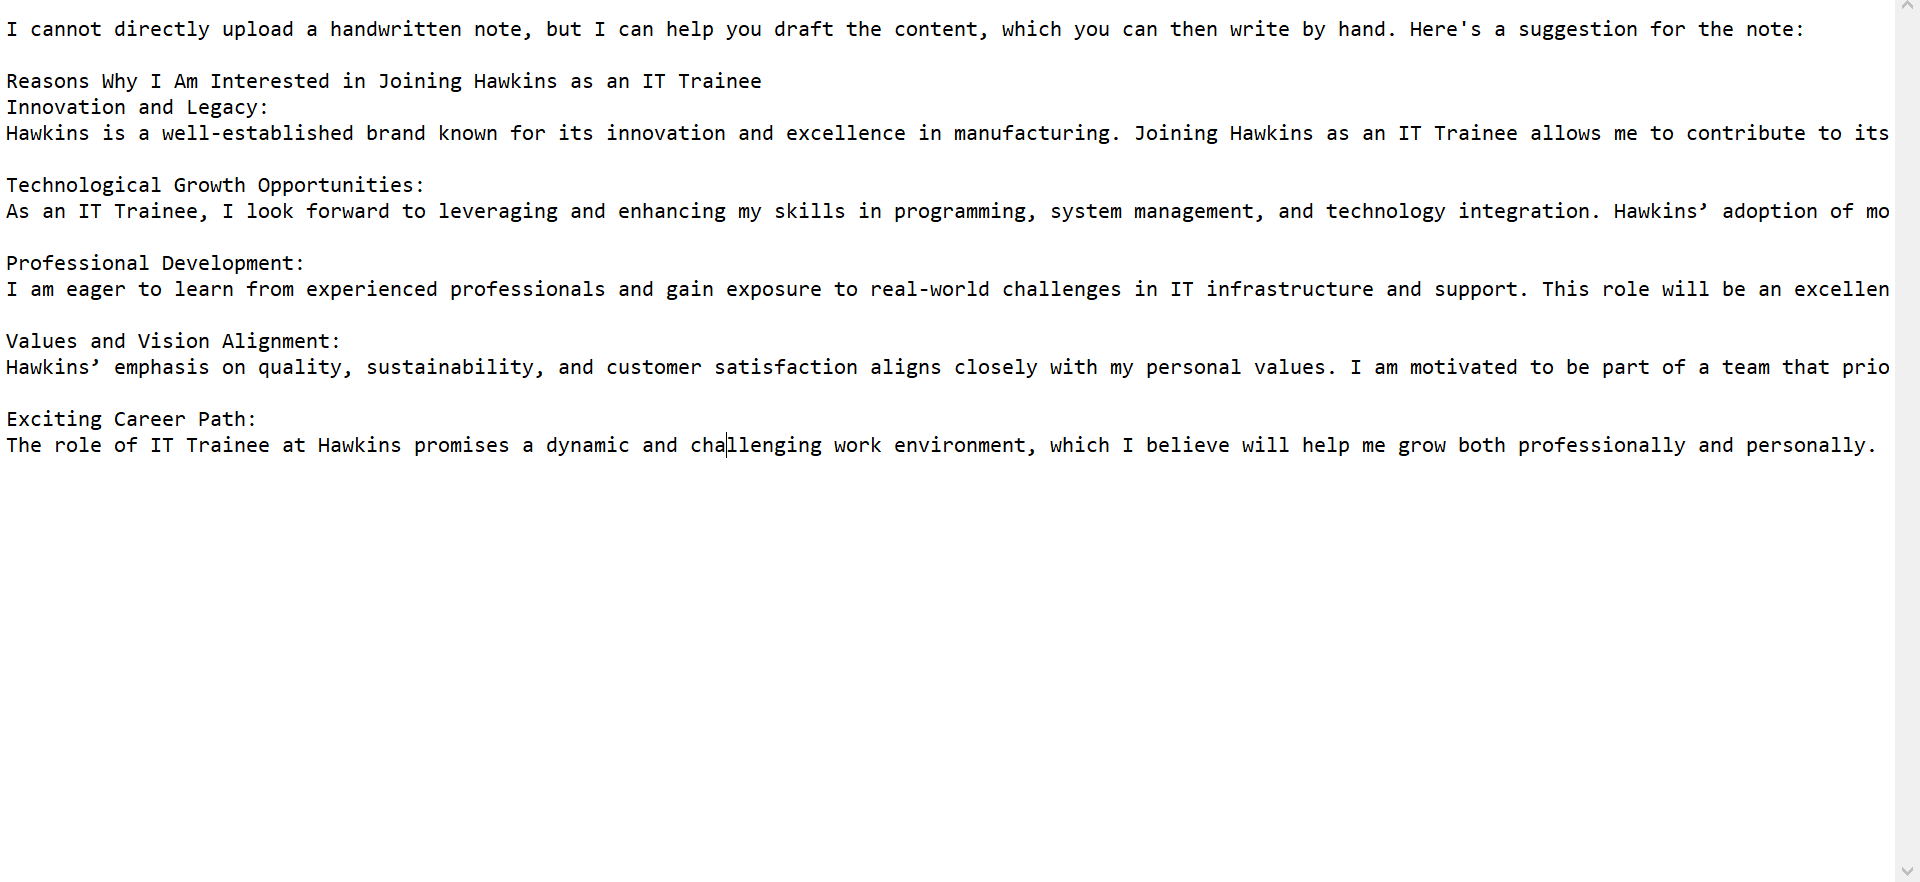 I cannot directly upload a handwritten note, but I can help you draft the content, which you can then write by hand. Here's a suggestion for the note:
Reasons Why I Am Interested in Joining Hawkins as an IT Trainee
Innovation and Legacy:
Hawkins is a well-established brand known for its innovation and excellence in manufacturing. Joining Hawkins as an IT Trainee allows me to contribute to its
Technological Growth Opportunities:
As an IT Trainee, I look forward to leveraging and enhancing my skills in programming, system management, and technology integration. Hawkins’ adoption of mo
Professional Development:
I am eager to learn from experienced professionals and gain exposure to real-world challenges in IT infrastructure and support. This role will be an excellen
Values and Vision Alignment:
Hawkins’ emphasis on quality, sustainability, and customer satisfaction aligns closely with my personal values. I am motivated to be part of a team that prio
Exciting Career Path:
The role of IT Trainee at Hawkins promises a dynamic and challenging work environment, which I believe will help me grow both professionally and personally.